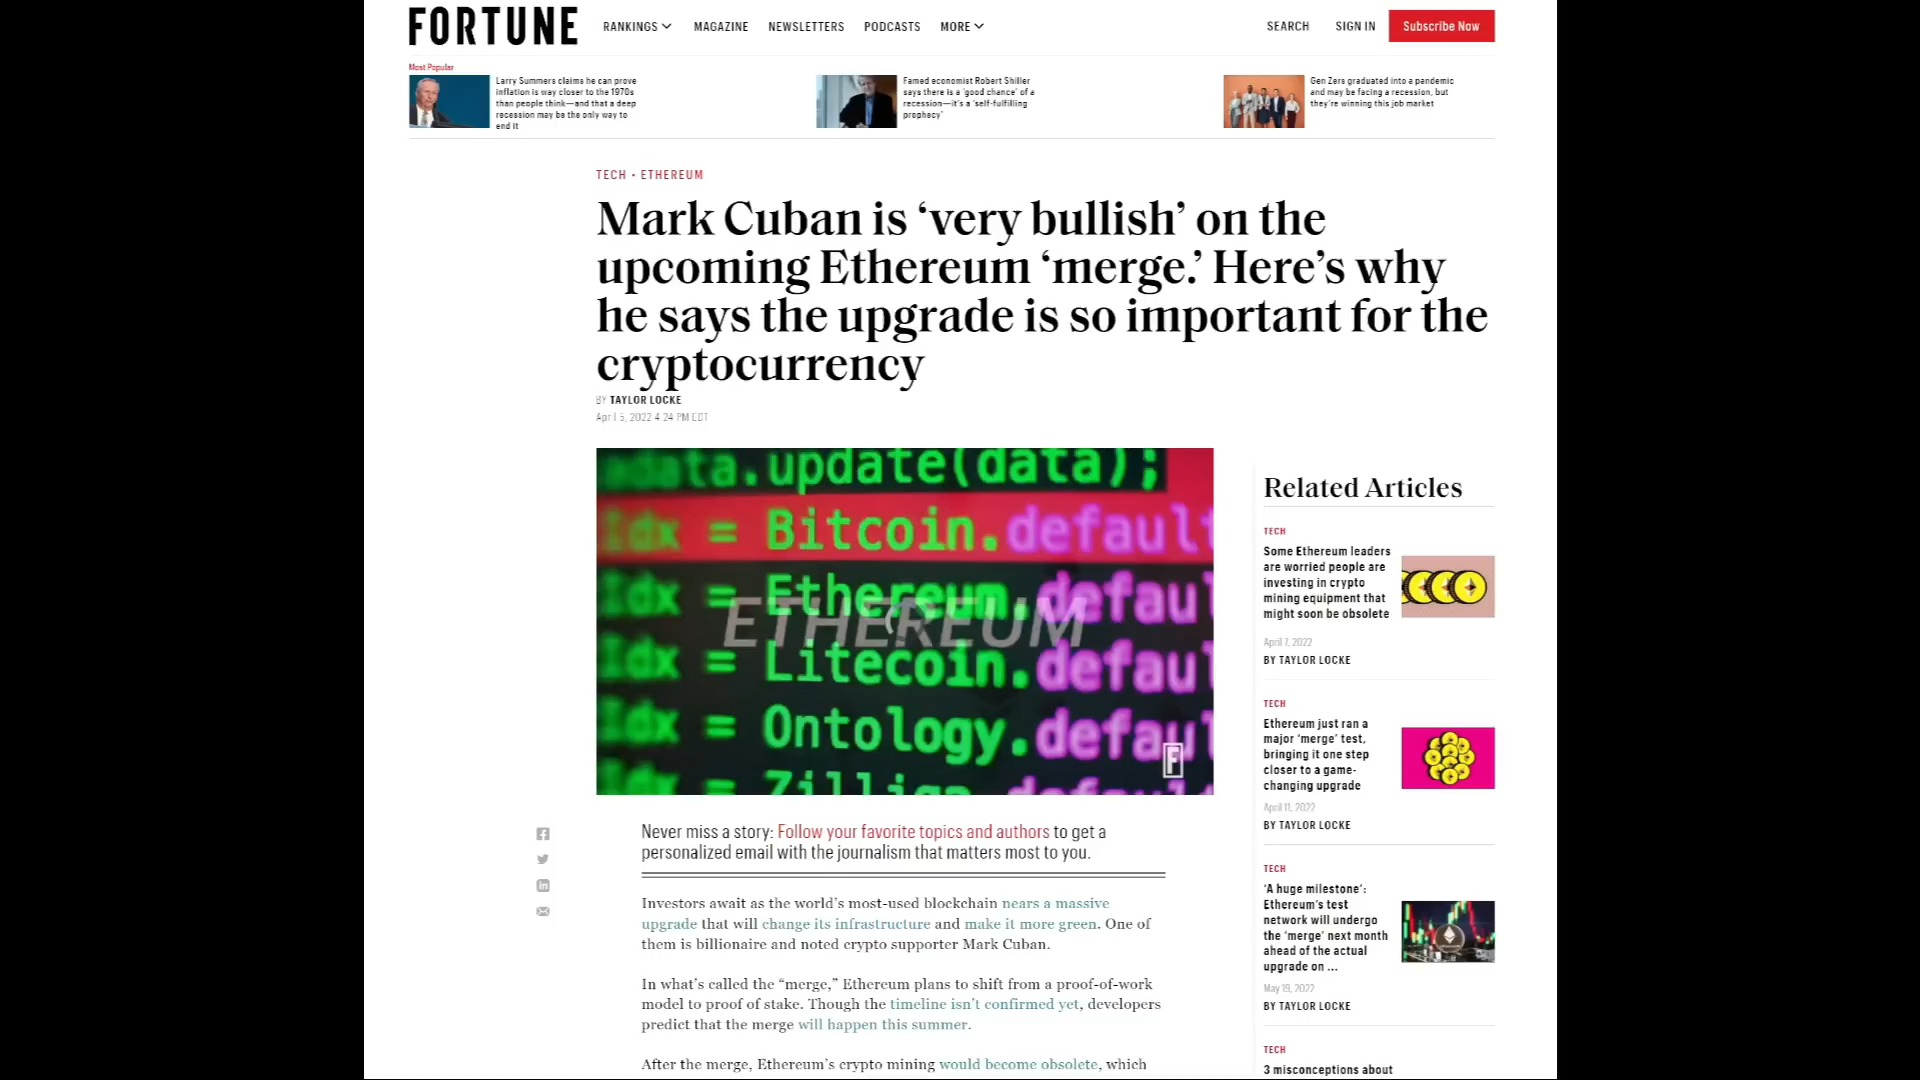 FORTUNE
RANKINGS MAGAZINE NEWSLETTERS PODCASTS MORE
SEARCH SIGN IN Subscribe Now
Most Popular
Larry Summers claims he can prove
inflation is way closer to the 1970s
than people think—and that a deep
recession may be the only way to
end it
Famed economist Robert Shiller
says there is a 'good chance' of a
recession—it's a 'self-fulfilling
prophecy'
Gen Zers graduated into a pandemic
and may be facing a recession, but
they're winning this job market
TECH • ETHEREUM
Mark Cuban is ‘very bullish’ on the
upcoming Ethereum ‘merge.’ Here’s why
he says the upgrade is so important for the
cryptocurrency
BY TAYLOR LOCKE
April 5, 2022 4:24 PM EDT
data.update(data);
Idx = Bitcoin.default
Idx = Ethereum.defau
ETHEREUM
Idx = Litecoin.defau
Idx = Ontology.defau
F
Never miss a story: Follow your favorite topics and authors to get a
personalized email with the journalism that matters most to you.
Investors await as the world’s most-used blockchain nears a massive
upgrade that will change its infrastructure and make it more green. One of
them is billionaire and noted crypto supporter Mark Cuban.
In what’s called the “merge,” Ethereum plans to shift from a proof-of-work
model to proof of stake. Though the timeline isn’t confirmed yet, developers
predict that the merge will happen this summer.
After the merge, Ethereum’s crypto mining would become obsolete, which
Related Articles
TECH
Some Ethereum leaders
are worried people are
investing in crypto
mining equipment that
might soon be obsolete
April 7, 2022
BY TAYLOR LOCKE
TECH
Ethereum just ran a
major ‘merge’ test,
bringing it one step
closer to a game-
changing upgrade
April 11, 2022
BY TAYLOR LOCKE
TECH
‘A huge milestone’:
Ethereum’s test
network will undergo
the ‘merge’ next month
ahead of the actual
upgrade on ...
May 19, 2022
BY TAYLOR LOCKE
TECH
3 misconceptions about